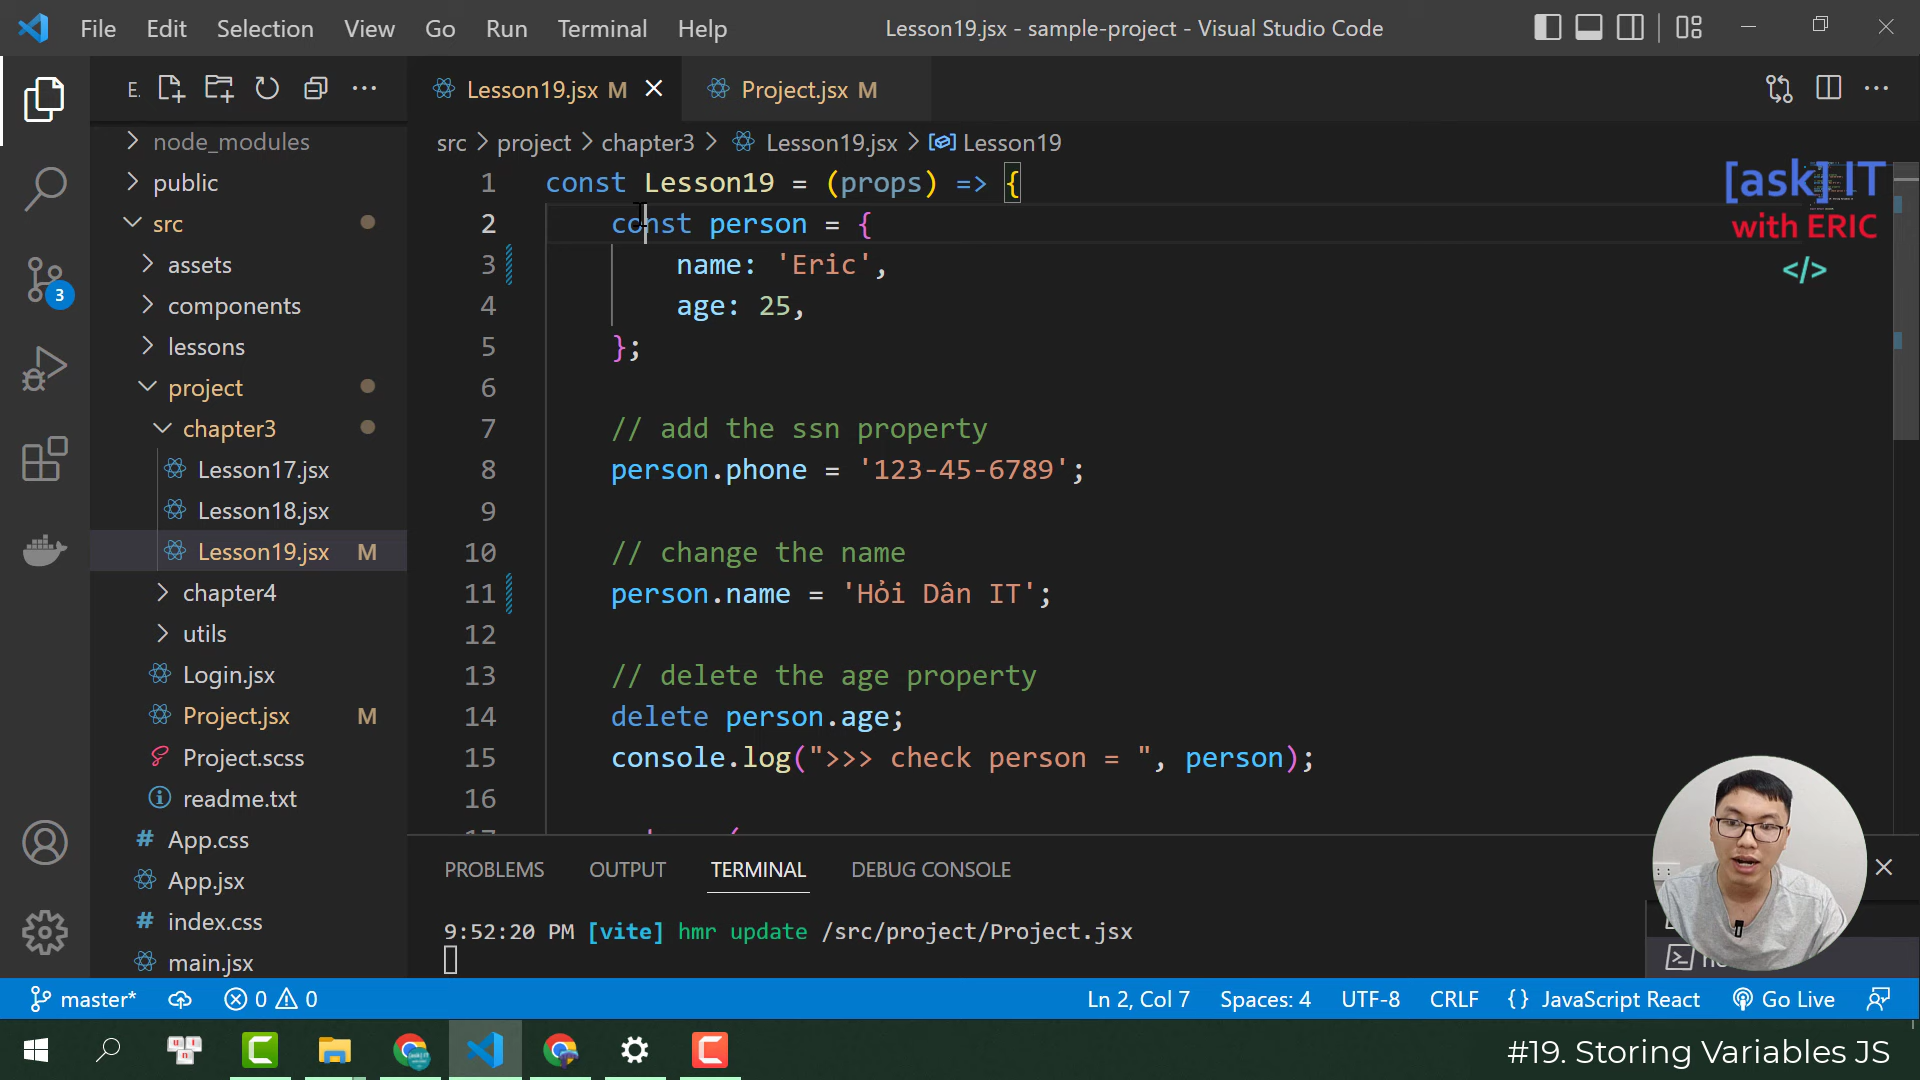 File Edit Selection View Go Run Terminal Help
Lesson19.jsx - sample-project - Visual Studio Code
E.
Lesson19.jsx M
Project.jsx M
src > project > chapter3 > Lesson19.jsx > Lesson19
node_modules
public
src
assets
components
lessons
project
chapter3
Lesson17.jsx
Lesson18.jsx
Lesson19.jsx M
chapter4
utils
Login.jsx
Project.jsx M
Project.scss
readme.txt
App.css
App.jsx
index.css
main.jsx
3
1 const Lesson19 = (props) => {
2 const person = {
3 name: 'Eric',
4 age: 25,
5 };
6
7 // add the ssn property
8 person.phone = '123-45-6789';
9
10 // change the name
11 person.name = 'Hỏi Dân IT';
12
13 // delete the age property
14 delete person.age;
15 console.log(">>> check person = ", person);
16
[ask] IT
with ERIC
</>
PROBLEMS OUTPUT TERMINAL DEBUG CONSOLE
9:52:20 PM [vite] hmr update /src/project/Project.jsx
master* 0 0 Ln 2, Col 7 Spaces: 4 UTF-8 CRLF {} JavaScript React Go Live
#19. Storing Variables JS